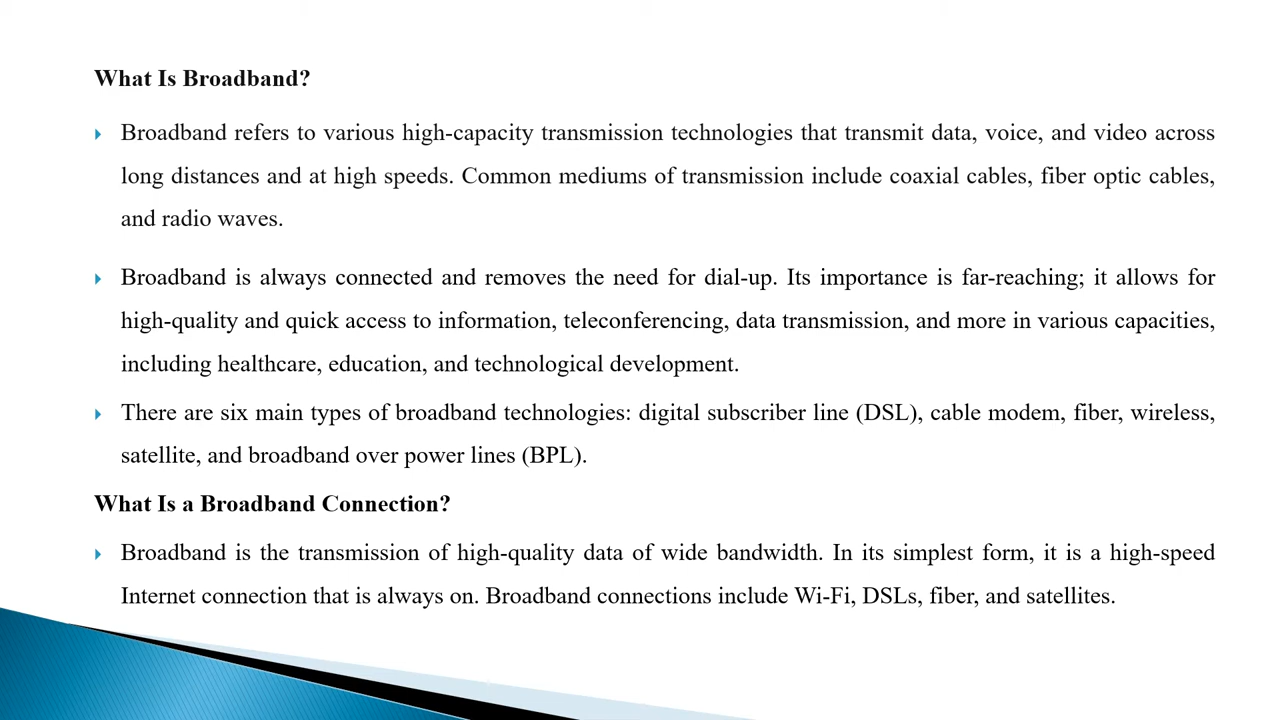 What Is Broadband?
Broadband refers to various high-capacity transmission technologies that transmit data, voice, and video across
long distances and at high speeds. Common mediums of transmission include coaxial cables, fiber optic cables,
and radio waves.
Broadband is always connected and removes the need for dial-up. Its importance is far-reaching; it allows for
high-quality and quick access to information, teleconferencing, data transmission, and more in various capacities,
including healthcare, education, and technological development.
There are six main types of broadband technologies: digital subscriber line (DSL), cable modem, fiber, wireless,
satellite, and broadband over power lines (BPL).
What Is a Broadband Connection?
Broadband is the transmission of high-quality data of wide bandwidth. In its simplest form, it is a high-speed
Internet connection that is always on. Broadband connections include Wi-Fi, DSLs, fiber, and satellites.